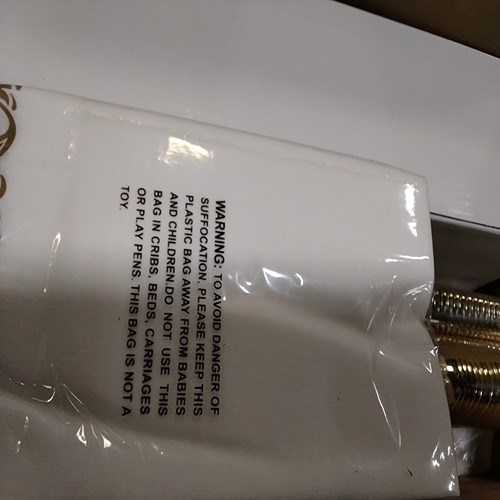 WARNING: TO AVOID DANGER OF
SUFFOCATION, PLEASE KEEP THIS
PLASTIC BAG AWAY FROM BABIES
AND CHILDREN.DO NOT USE THIS
BAG IN CRIBS, BEDS, CARRIAGES
OR PLAY PENS. THIS BAG IS NOT A
TOY.